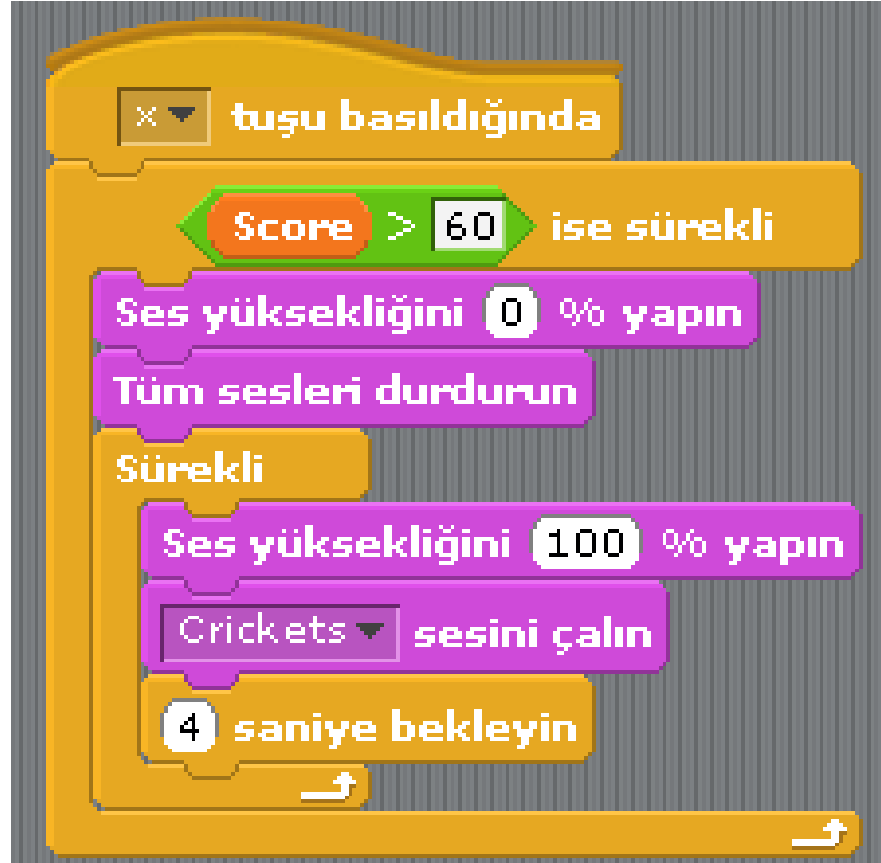 x tuşu basıldığında
Score > 60 ise sürekli
Ses yüksekliğini 0 % yapın
Tüm sesleri durdurun
Sürekli
Ses yüksekliğini 100 % yapın
Crickets sesini çalın
4 saniye bekleyin